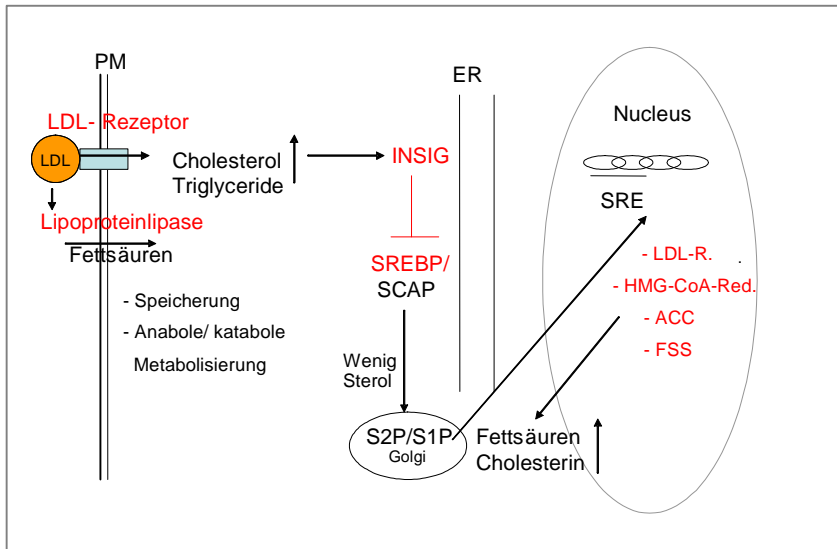 PM
LDL- Rezeptor
LDL
Lipoproteinlipase
Fettsäuren
- Speicherung
- Anabole/ katabole
Metabolisierung
Cholesterol
Triglyceride
INSIG
SREBP/
SCAP
Wenig
Sterol
S2P/S1P
Golgi
ER
Nucleus
SRE
- LDL-R.
- HMG-CoA-Red.
- ACC
- FSS
Fettsäuren
Cholesterin